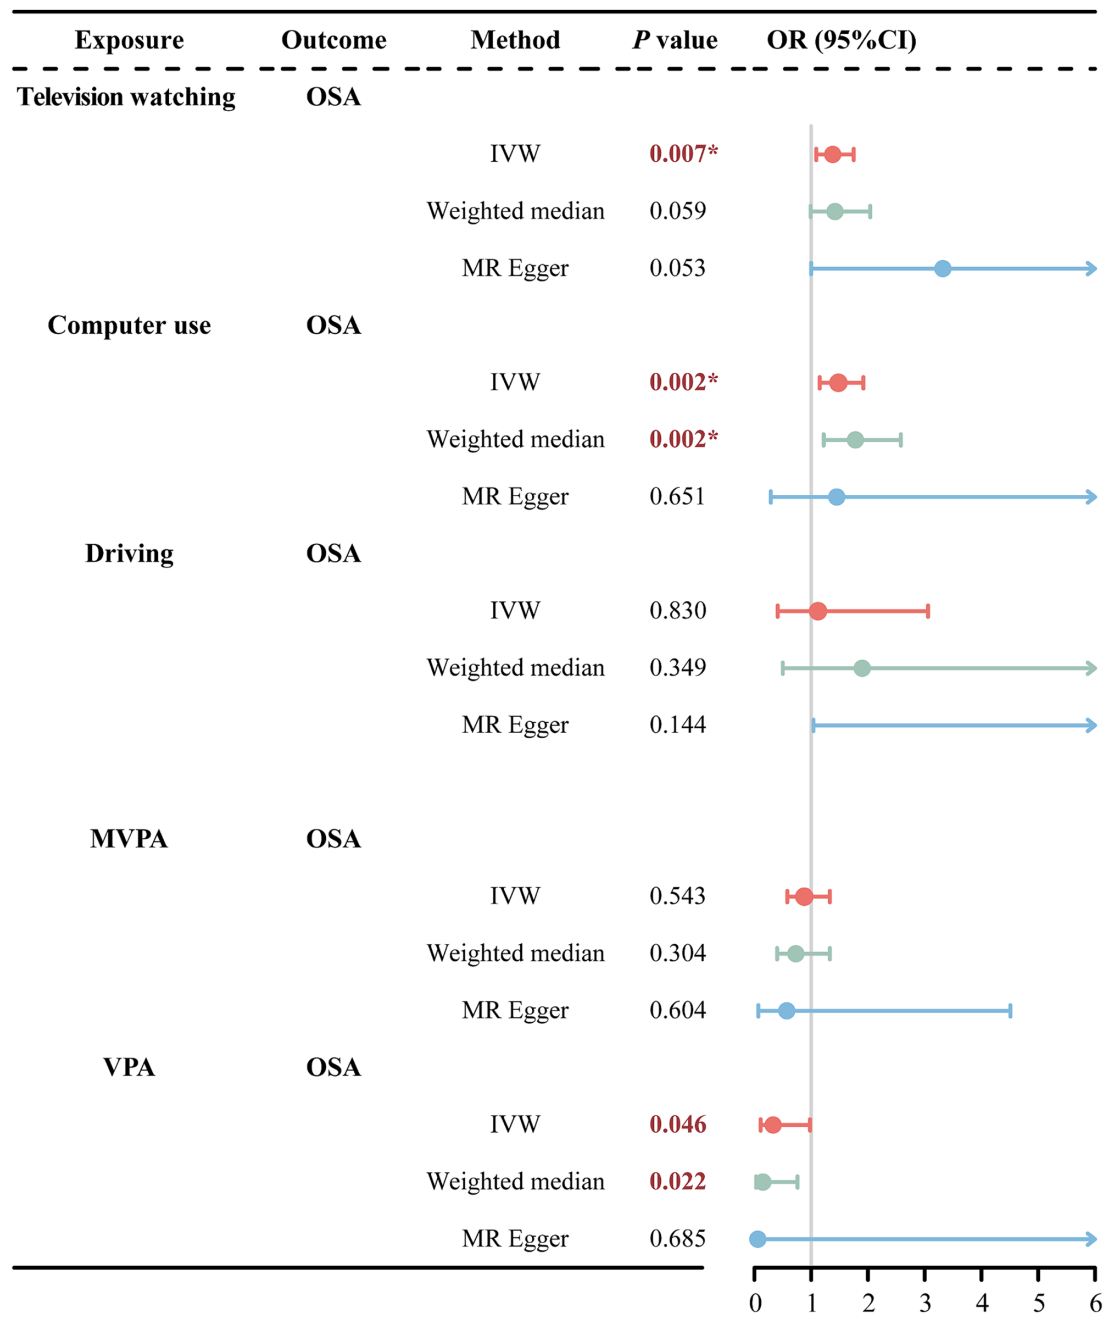 Exposure Outcome Method P value OR (95%CI)
Television watching OSA
IVW 0.007*
Weighted median 0.059
MR Egger 0.053
Computer use OSA
IVW 0.002*
Weighted median 0.002*
MR Egger 0.651
Driving OSA
IVW 0.830
Weighted median 0.349
MR Egger 0.144
MVPA OSA
IVW 0.543
Weighted median 0.304
MR Egger 0.604
VPA OSA
IVW 0.046
Weighted median 0.022
MR Egger 0.685
0 1 2 3 4 5 6